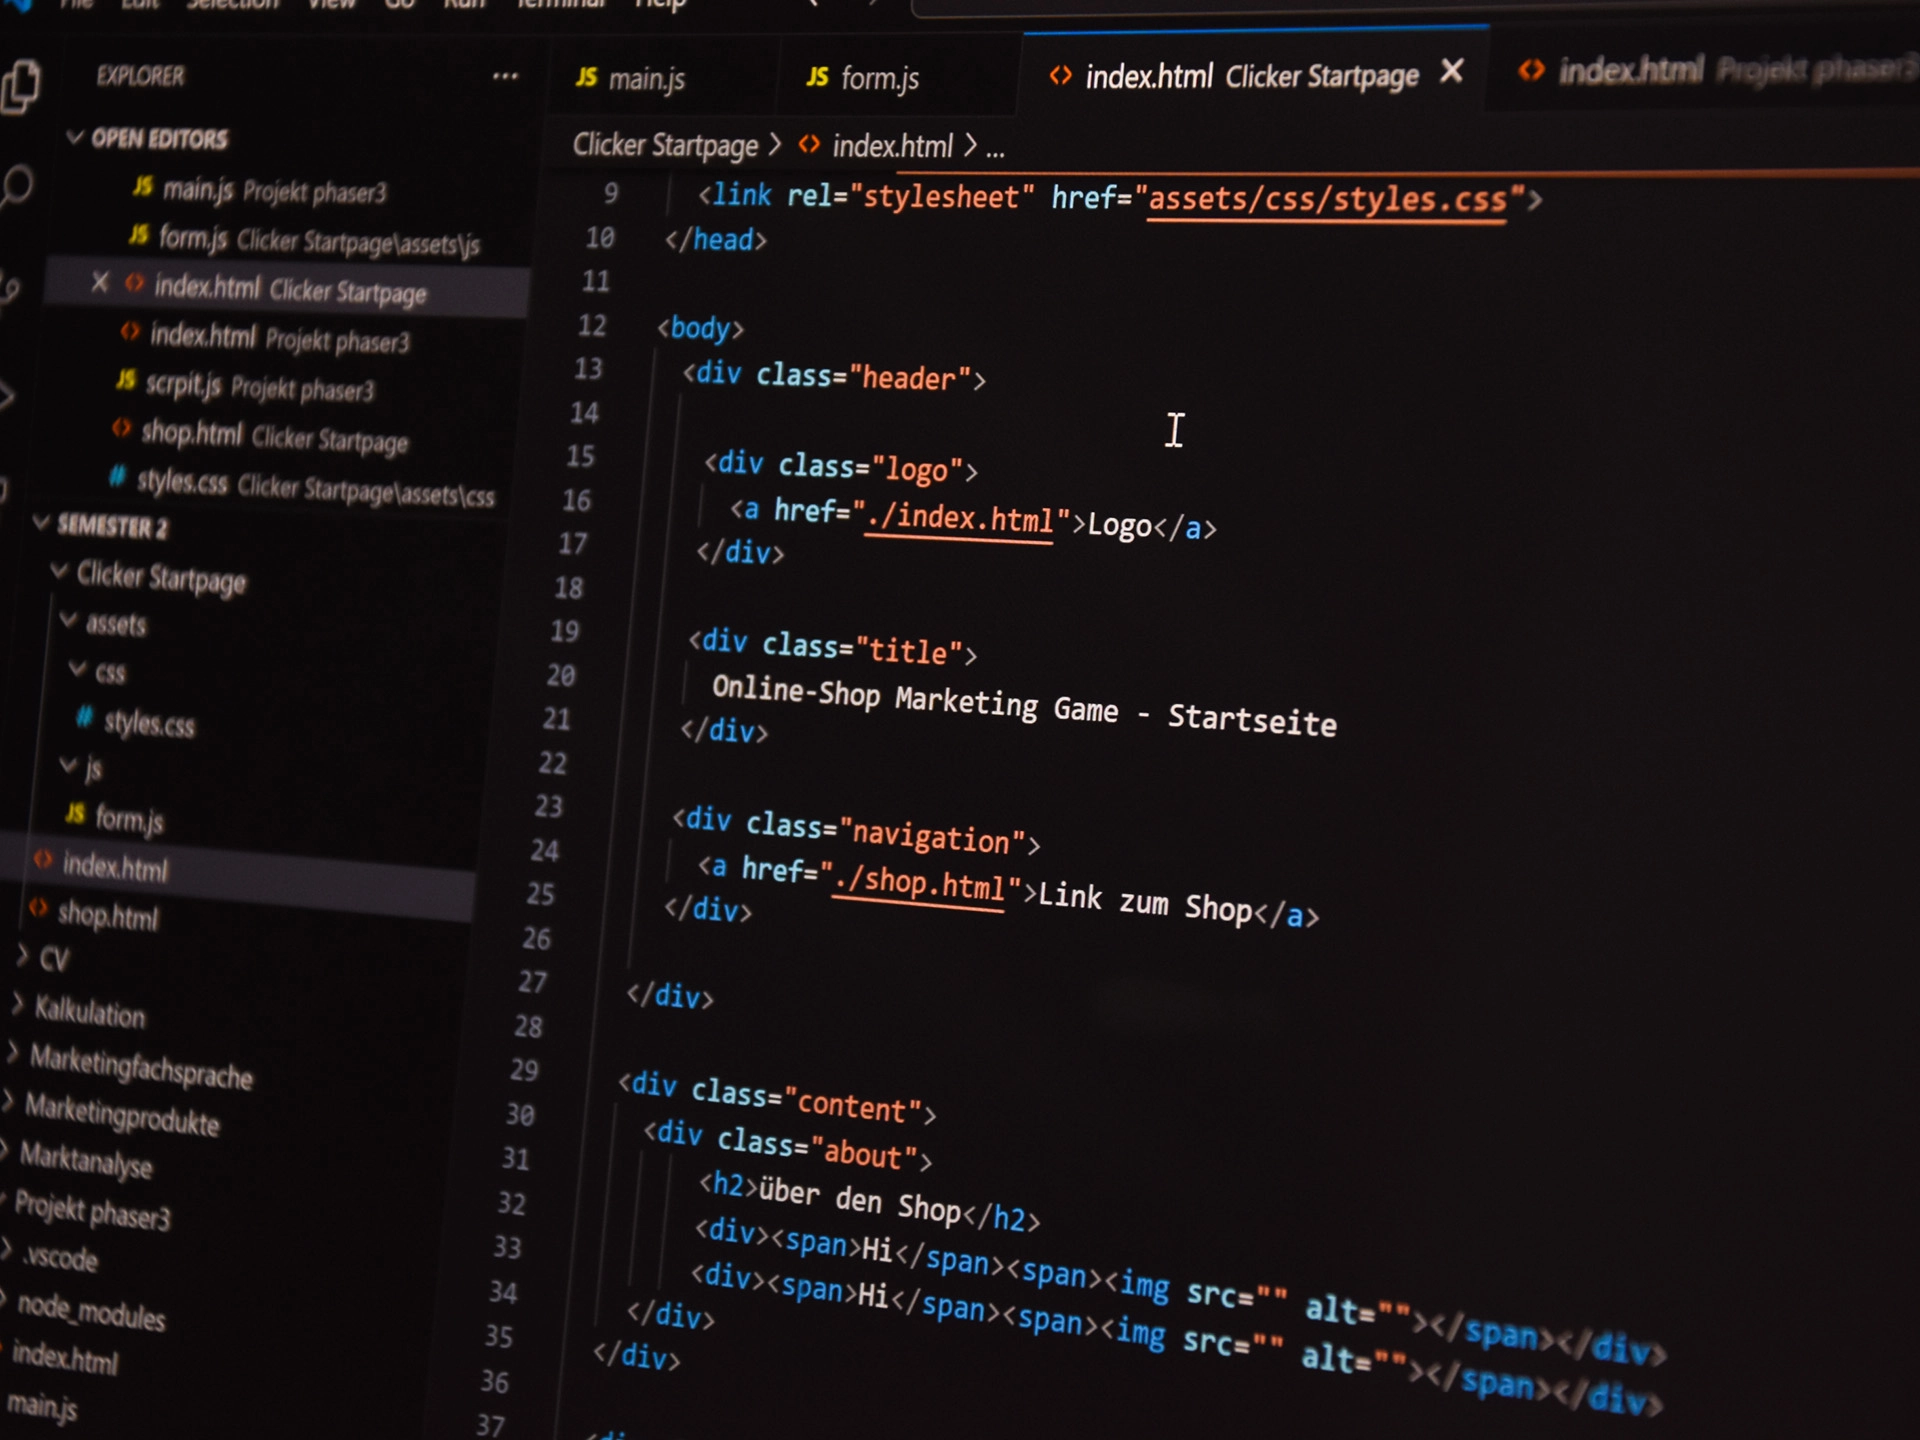 File Edit Selection View Go Run Terminal Help
EXPLORER ...
OPEN EDITORS
JS main.js Projekt phaser3
JS form.js Clicker Startpage\assets\js
X <> index.html Clicker Startpage
<> index.html Projekt phaser3
JS scrpit.js Projekt phaser3
<> shop.html Clicker Startpage
# styles.css Clicker Startpage\assets\css
SEMESTER 2
Clicker Startpage
assets
css
# styles.css
js
JS form.js
<> index.html
<> shop.html
> CV
> Kalkulation
> Marketingfachsprache
> Marketingprodukte
> Marktanalyse
Projekt phaser3
> .vscode
> node_modules
index.html
main.js
JS main.js JS form.js <> index.html Clicker Startpage X <> index.html Projekt phaser3
Clicker Startpage > <> index.html > ...
9 <link rel="stylesheet" href="assets/css/styles.css">
10 </head>
11
12 <body>
13 <div class="header">
14
15 <div class="logo">
16 <a href="./index.html">Logo</a>
17 </div>
18
19 <div class="title">
20 Online-Shop Marketing Game - Startseite
21 </div>
22
23 <div class="navigation">
24 <a href="./shop.html">Link zum Shop</a>
25 </div>
26
27 </div>
28
29 <div class="content">
30 <div class="about">
31 <h2>über den Shop</h2>
32 <div><span>Hi</span><span><img src="" alt=""></span></div>
33 <div><span>Hi</span><span><img src="" alt=""></span></div>
34 </div>
35 </div>
36
37